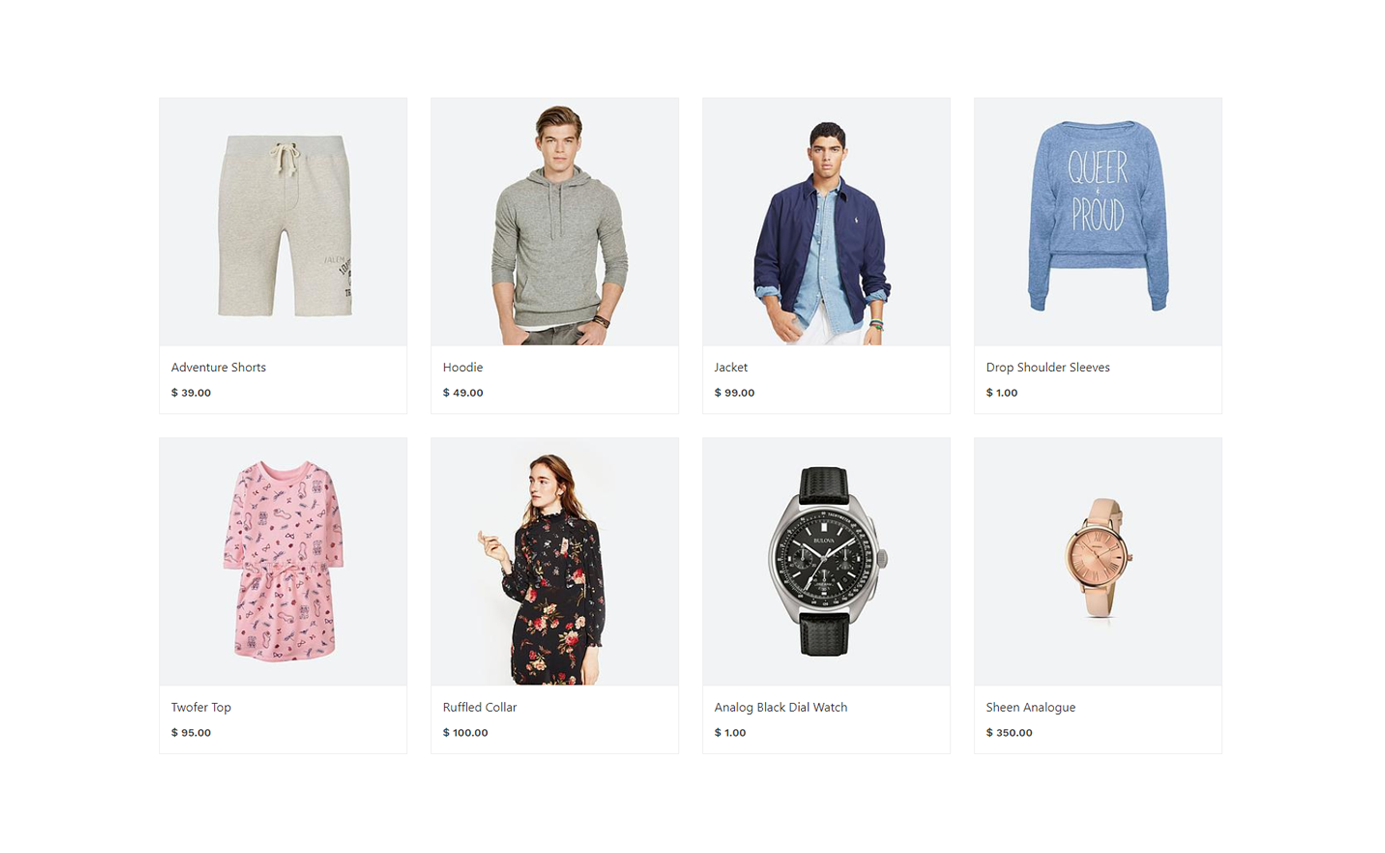 QUEER
&
PROUD
Adventure Shorts
$ 39.00
Hoodie
$ 49.00
Jacket
$ 99.00
Drop Shoulder Sleeves
$ 1.00
BULOVA
Twofer Top
$ 95.00
Ruffled Collar
$ 100.00
Analog Black Dial Watch
$ 1.00
Sheen Analogue
$ 350.00